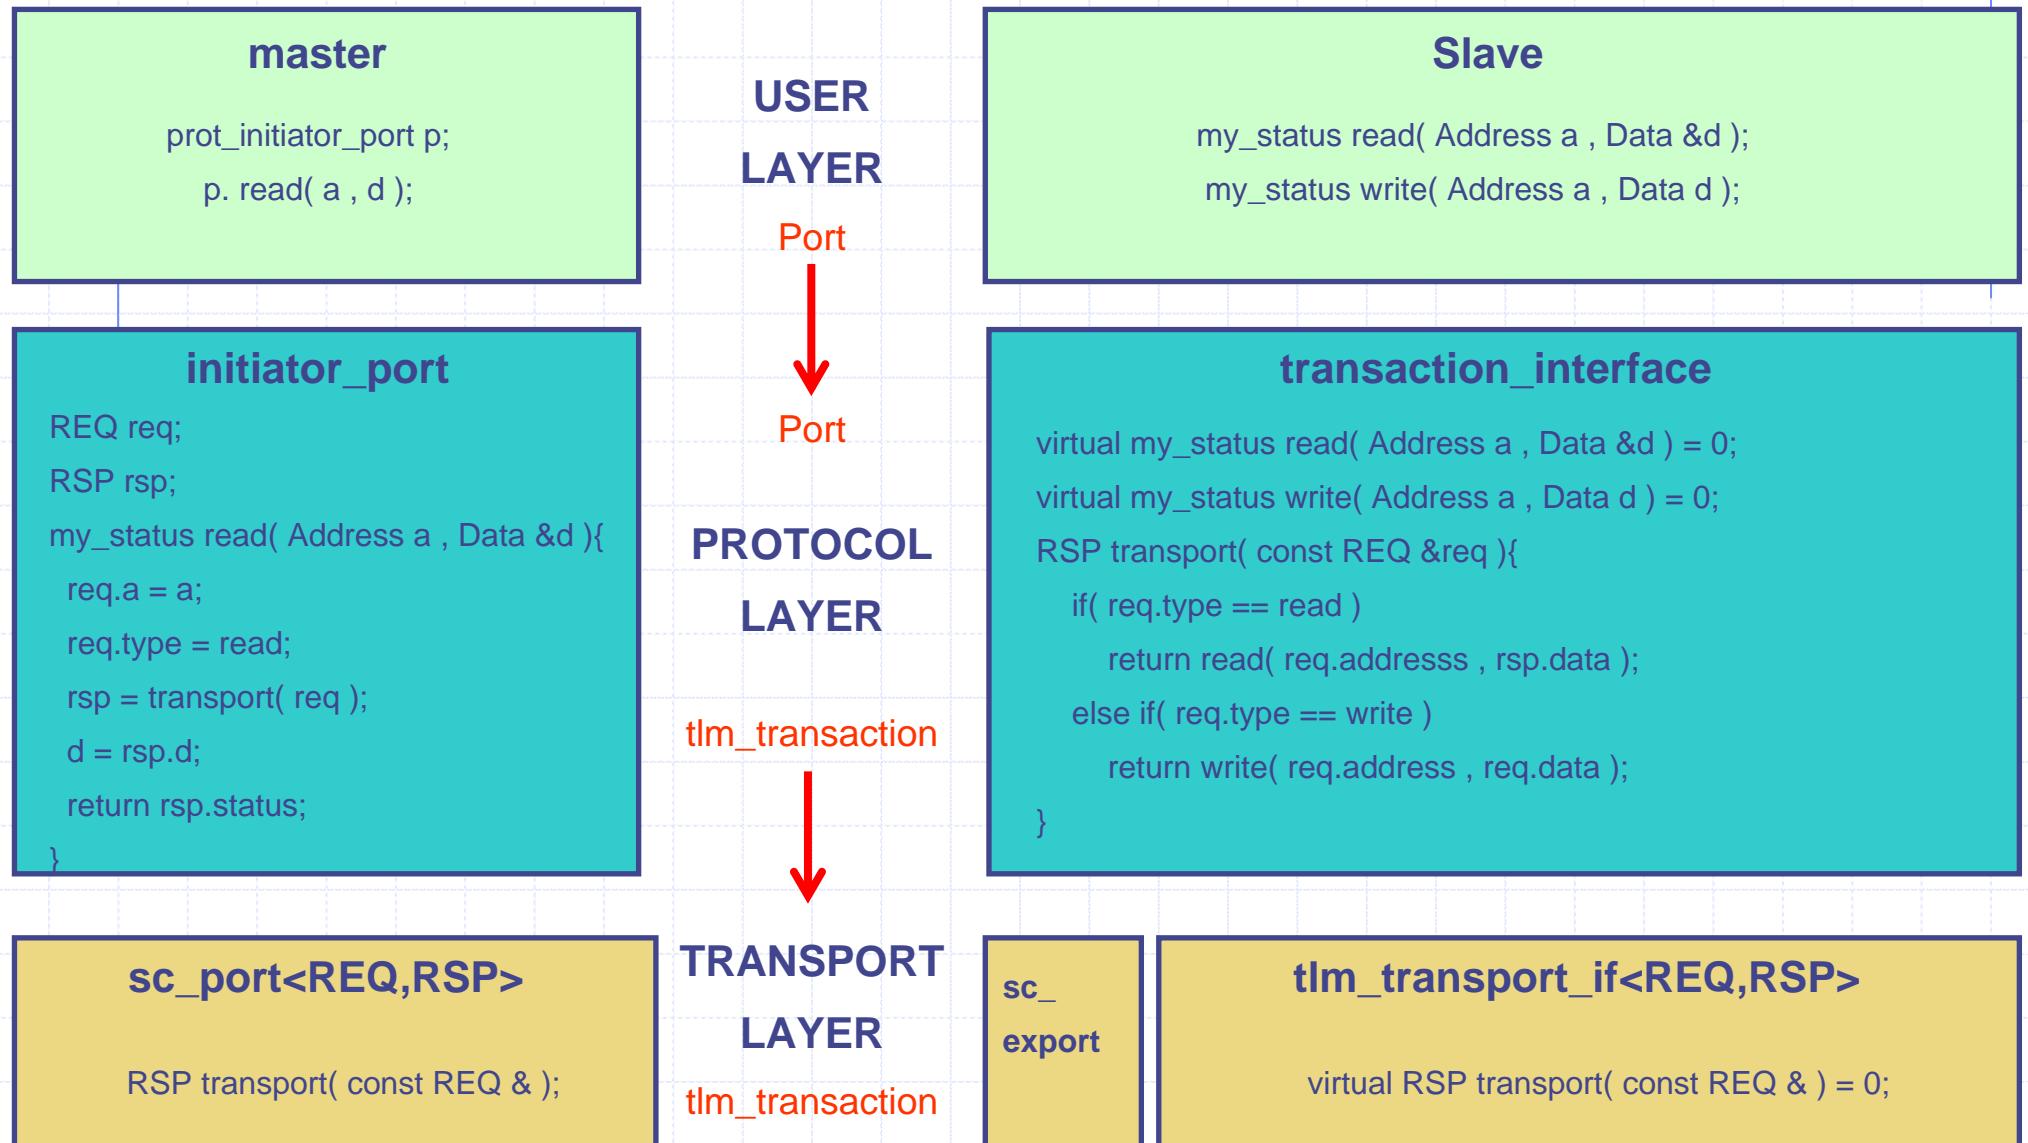 master
prot_initiator_port p;
p. read( a , d );
USER
LAYER
Port
Slave
my_status read( Address a , Data &d );
my_status write( Address a , Data d );
initiator_port
REQ req;
RSP rsp;
my_status read( Address a , Data &d ){
req.a = a;
req.type = read;
rsp = transport( req );
d = rsp.d;
return rsp.status;
}
Port
PROTOCOL
LAYER
tlm_transaction
transaction_interface
virtual my_status read( Address a , Data &d ) = 0;
virtual my_status write( Address a , Data d ) = 0;
RSP transport( const REQ &req ){
if( req.type == read )
return read( req.addresss , rsp.data );
else if( req.type == write )
return write( req.address , req.data );
}
sc_port<REQ,RSP>
RSP transport( const REQ & );
TRANSPORT
LAYER
tlm_transaction
sc_
export
tlm_transport_if<REQ,RSP>
virtual RSP transport( const REQ & ) = 0;